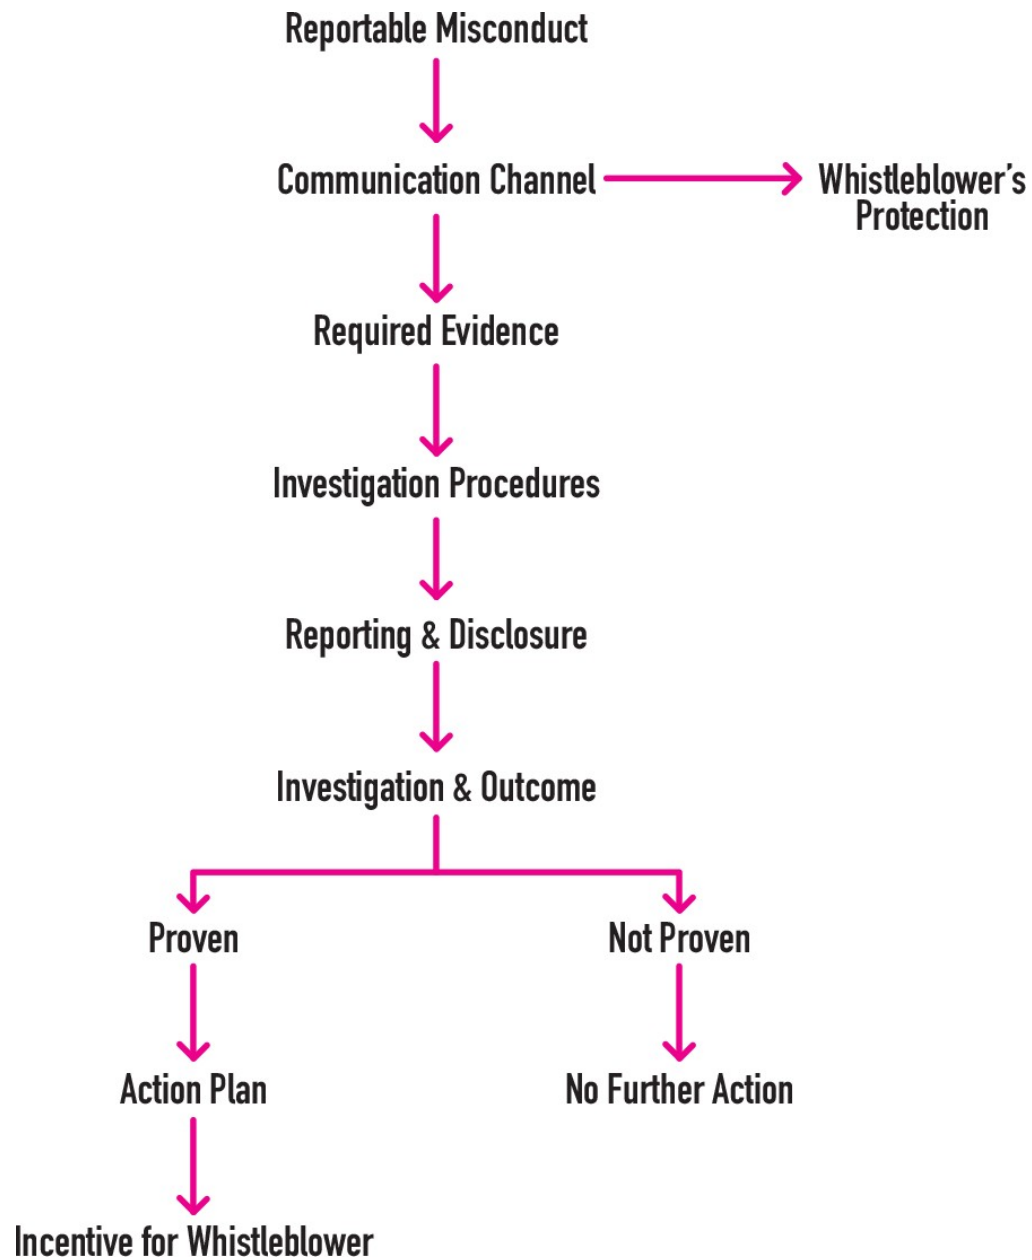 Reportable Misconduct
Communication Channel
Whistleblower's
Protection
Required Evidence
Investigation Procedures
Reporting & Disclosure
Investigation & Outcome
Proven
Not Proven
Action Plan
No Further Action
Incentive for Whistleblower